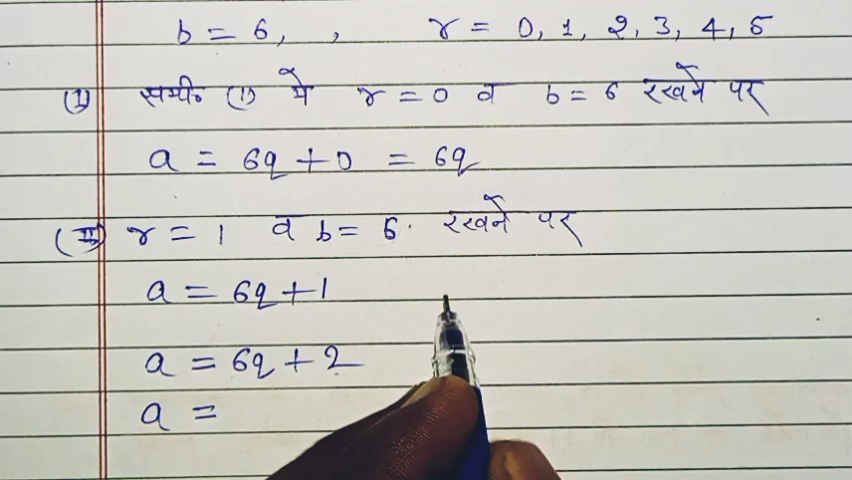 b = 6, , r = 0, 1, 2, 3, 4, 5
(I) समी० (1) में r = 0 व b = 6 रखने पर
a = 6q + 0 = 6q
(II) r = 1 व b = 6. रखने पर
a = 6q + 1
a = 6q + 2
a =